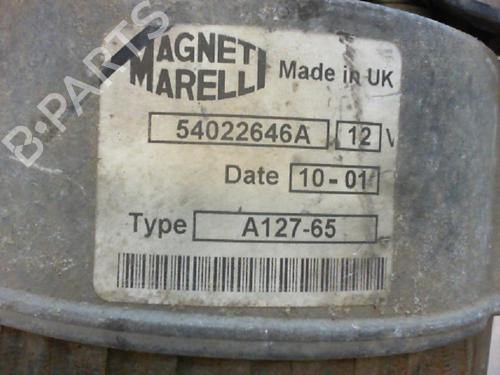 B-PARTS
MAGNETI
MARELLI
Made in UK
54022646A 12 V
Date 10-01
Type A127-65